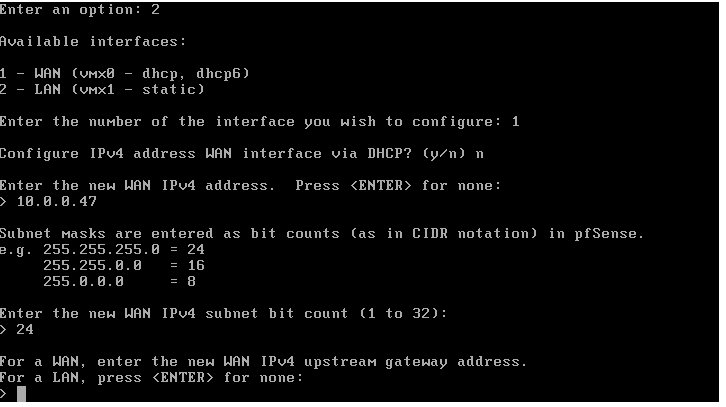 Enter an option: 2
Available interfaces:
1 - WAN (vmx0 - dhcp, dhcp6)
2 - LAN (vmx1 - static)
Enter the number of the interface you wish to configure: 1
Configure IPv4 address WAN interface via DHCP? (y/n) n
Enter the new WAN IPv4 address.  Press <ENTER> for none:
> 10.0.0.47
Subnet masks are entered as bit counts (as in CIDR notation) in pfSense.
e.g. 255.255.255.0 = 24
     255.255.0.0   = 16
     255.0.0.0     = 8
Enter the new WAN IPv4 subnet bit count (1 to 32):
> 24
For a WAN, enter the new WAN IPv4 upstream gateway address.
For a LAN, press <ENTER> for none:
>